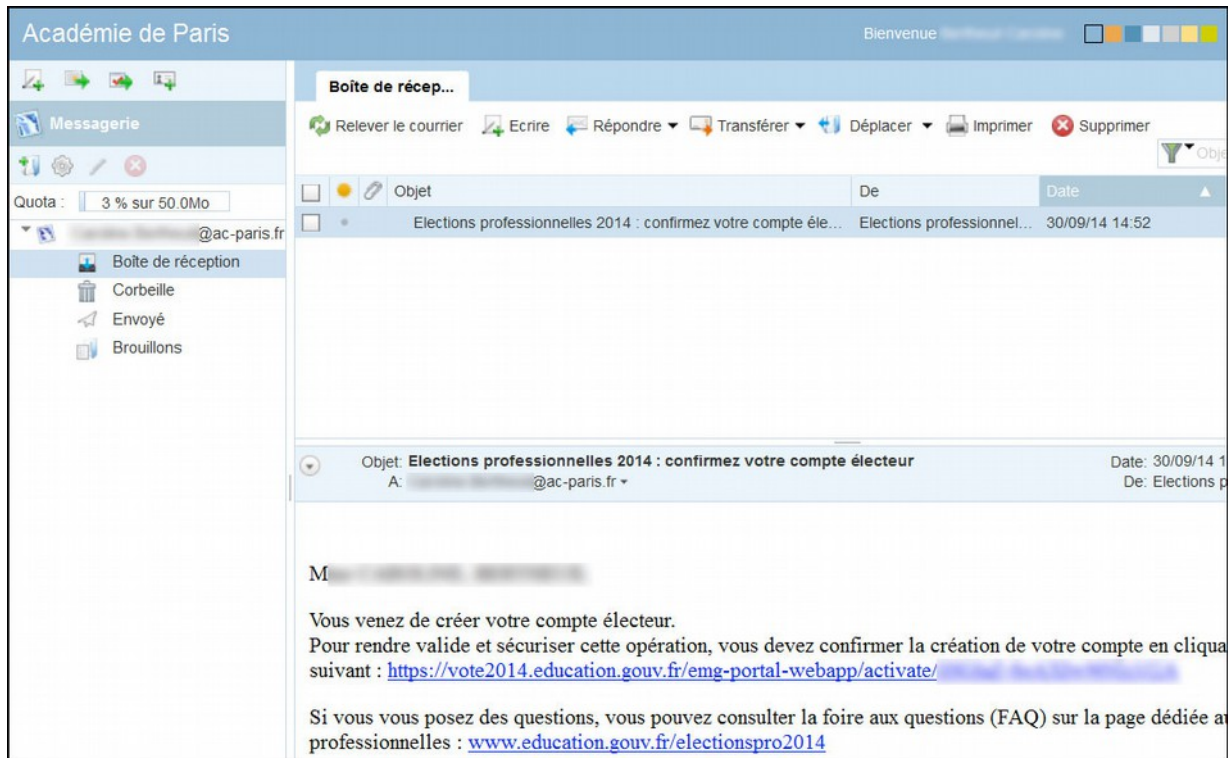 Académie de Paris
Bienvenue
Boîte de récep...
Messagerie
Relever le courrier Ecrire Répondre Transférer Déplacer Imprimer Supprimer
Obje
Quota : 3 % sur 50.0Mo
Objet De Date
@ac-paris.fr
Elections professionnelles 2014 : confirmez votre compte éle... Elections professionnel... 30/09/14 14:52
Boîte de réception
Corbeille
Envoyé
Brouillons
Objet: Elections professionnelles 2014 : confirmez votre compte électeur Date: 30/09/14 1
A: @ac-paris.fr De: Elections p
Vous venez de créer votre compte électeur.
Pour rendre valide et sécuriser cette opération, vous devez confirmer la création de votre compte en cliqua
suivant : https://vote2014.education.gouv.fr/emg-portal-webapp/activate/
Si vous vous posez des questions, vous pouvez consulter la foire aux questions (FAQ) sur la page dédiée au
professionnelles : www.education.gouv.fr/electionspro2014